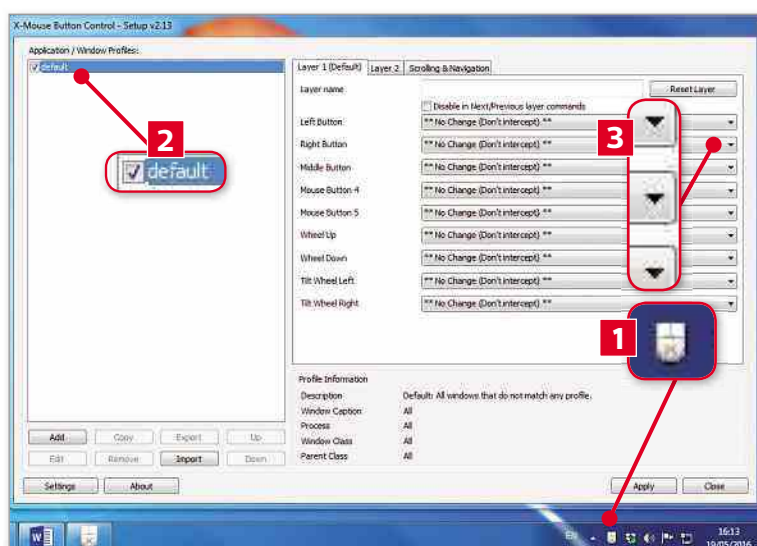 X-Mouse Button Control - Setup v2.13
Application / Window Profiles:
default
2
default
Layer 1 (Default) Layer 2 Scrolling & Navigation
Layer name Reset Layer
Disable in Next/Previous layer commands
Left Button ** No Change (Don't intercept) **
3
Right Button ** No Change (Don't intercept) **
Middle Button ** No Change (Don't intercept) **
Mouse Button 4 ** No Change (Don't intercept) **
Mouse Button 5 ** No Change (Don't intercept) **
Wheel Up ** No Change (Don't intercept) **
Wheel Down ** No Change (Don't intercept) **
Tilt Wheel Left ** No Change (Don't intercept) **
Tilt Wheel Right ** No Change (Don't intercept) **
1
Profile Information
Description Default: All windows that do not match any profile.
Window Caption All
Process All
Window Class All
Parent Class All
Add Copy Export Up
Edit Remove Import Down
Settings About Apply Close
W EN 16:13
19/05/2016